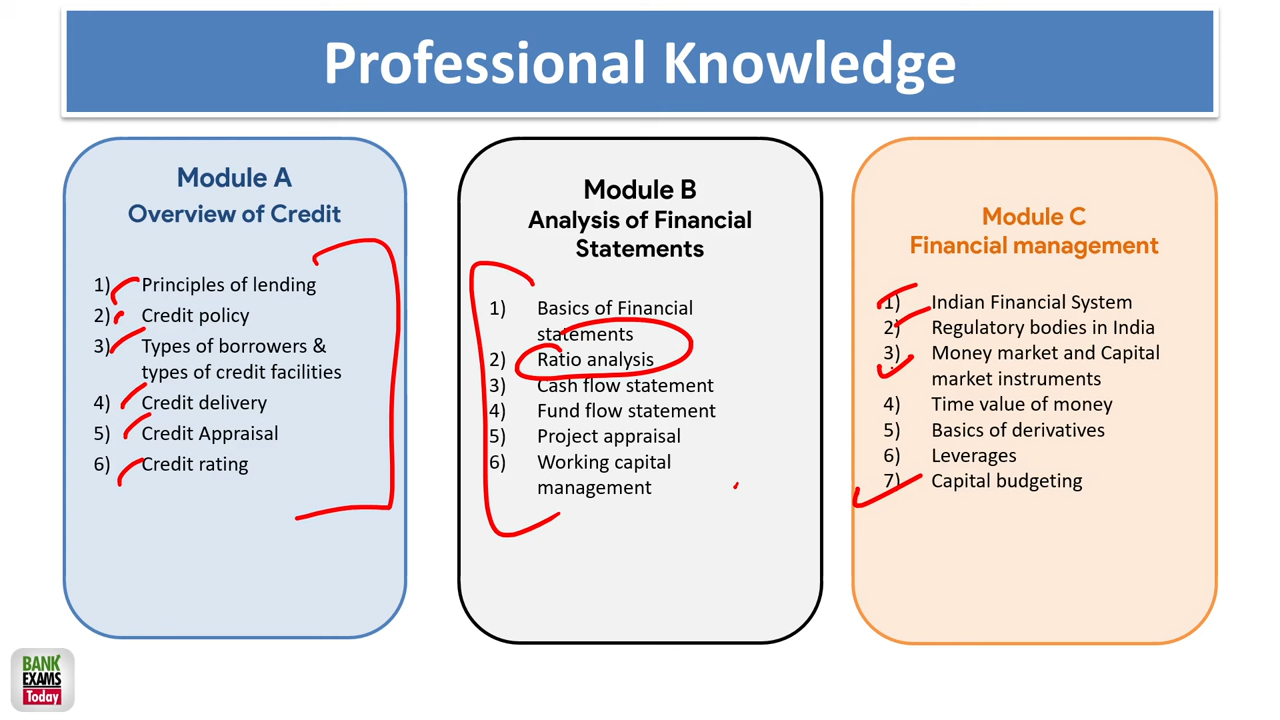 Professional Knowledge
Module A
Overview of Credit
1) Principles of lending
2) Credit policy
3) Types of borrowers &
types of credit facilities
4) Credit delivery
5) Credit Appraisal
6) Credit rating
Module B
Analysis of Financial
Statements
1) Basics of Financial
statements
2) Ratio analysis
3) Cash flow statement
4) Fund flow statement
5) Project appraisal
6) Working capital
management
Module C
Financial management
1) Indian Financial System
2) Regulatory bodies in India
3) Money market and Capital
market instruments
4) Time value of money
5) Basics of derivatives
6) Leverages
7) Capital budgeting
BANK
EXAMS
Today